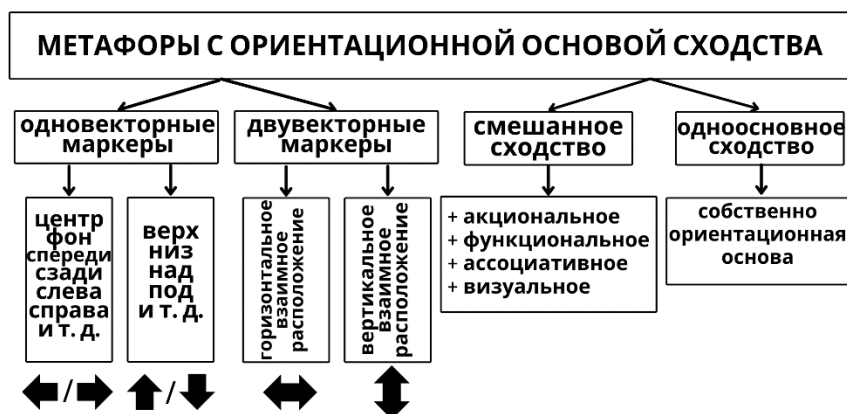 МЕТАФОРЫ С ОРИЕНТАЦИОННОЙ ОСНОВОЙ СХОДСТВА
одновекторные
маркеры
двувекторные
маркеры
смешанное
сходство
одноосновное
сходство
центр
фон
спереди
сзади
слева
справа
и т. д.
верх
низ
над
под
и т. д.
горизонтальное
взаимное
расположение
вертикальное
взаимное
расположение
+ акциональное
+ функциональное
+ ассоциативное
+ визуальное
собственно
ориентационная
основа
/
/